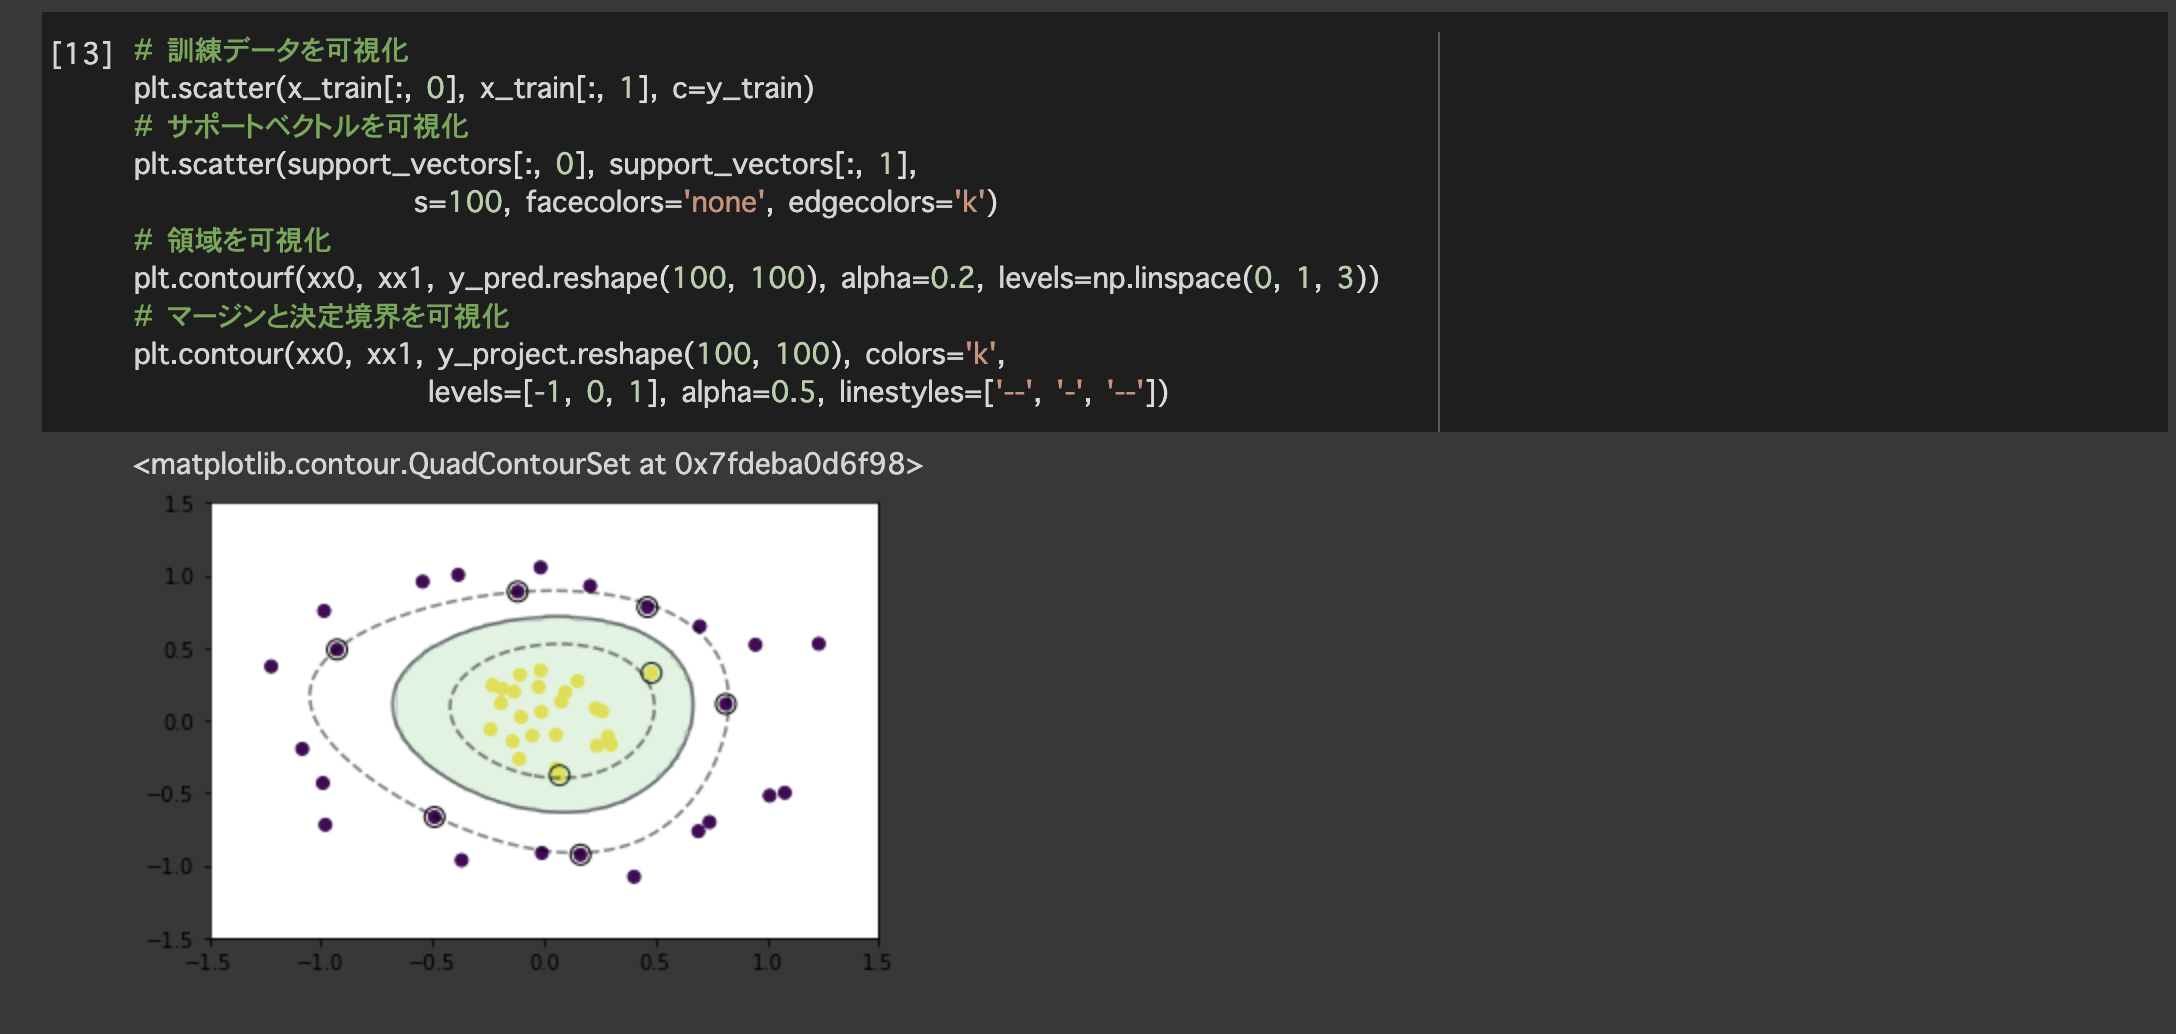 [13] # 訓練データを可視化
plt.scatter(x_train[:, 0], x_train[:, 1], c=y_train)
# サポートベクトルを可視化
plt.scatter(support_vectors[:, 0], support_vectors[:, 1],
s=100, facecolors='none', edgecolors='k')
# 領域を可視化
plt.contourf(xx0, xx1, y_pred.reshape(100, 100), alpha=0.2, levels=np.linspace(0, 1, 3))
# マージンと決定境界を可視化
plt.contour(xx0, xx1, y_project.reshape(100, 100), colors='k',
levels=[-1, 0, 1], alpha=0.5, linestyles=['--', '-', '--'])
<matplotlib.contour.QuadContourSet at 0x7fdeba0d6f98>
1.5
1.0
0.5
0.0
−0.5
−1.0
−1.5
−1.5 −1.0 −0.5 0.0 0.5 1.0 1.5